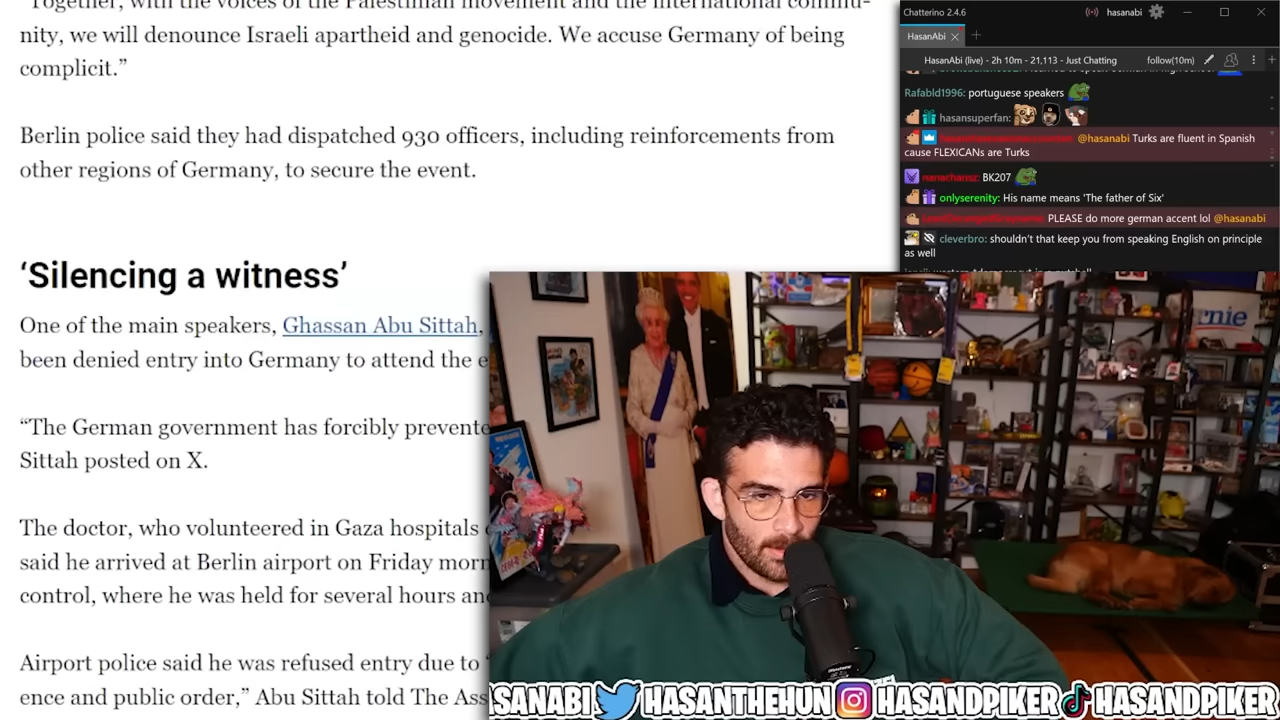 "Together, with the voices of the Palestinian movement and the international commu-
nity, we will denounce Israeli apartheid and genocide. We accuse Germany of being
complicit.”
Berlin police said they had dispatched 930 officers, including reinforcements from
other regions of Germany, to secure the event.
‘Silencing a witness’
One of the main speakers, Ghassan Abu Sittah,
been denied entry into Germany to attend the e
“The German government has forcibly prevente
Sittah posted on X.
The doctor, who volunteered in Gaza hospitals
said he arrived at Berlin airport on Friday morn
control, where he was held for several hours and
Airport police said he was refused entry due to “
ence and public order,” Abu Sittah told The Ass
Chatterino 2.4.6
hasanabi
HasanAbi
HasanAbi (live) - 2h 10m - 21,113 - Just Chatting
follow(10m)
Rafabld1996: portuguese speakers
hasansuperfan:
@hasanabi Turks are fluent in Spanish
cause FLEXICANs are Turks
BK207
onlyserenity: His name means 'The father of Six'
PLEASE do more german accent lol @hasanabi
cleverbro: shouldn't that keep you from speaking English on principle
as well
rnie
SANABI HASANTHEHUN HASANDPIKER HASANDPIKER